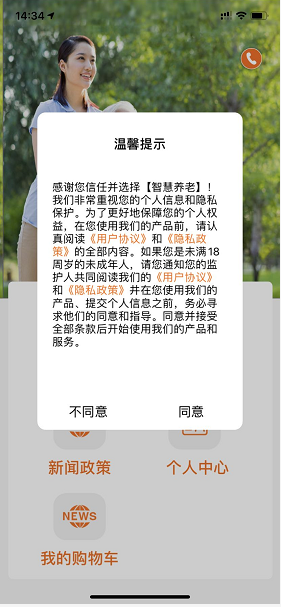 14:34
温馨提示
感谢您信任并选择【智慧养老】!
我们非常重视您的个人信息和隐私
保护。为了更好地保障您的个人权
益，在您使用我们的产品前，请认
真阅读《用户协议》和《隐私政
策》的全部内容。如果您是未满18
周岁的未成年人，请您通知您的监
护人共同阅读我们的《用户协议》
和《隐私政策》并在您使用我们的
产品、提交个人信息之前，务必寻
求他们的同意和指导。同意并接受
全部条款后开始使用我们的产品和
服务。
不同意 同意
新闻政策 个人中心
NEWS
我的购物车